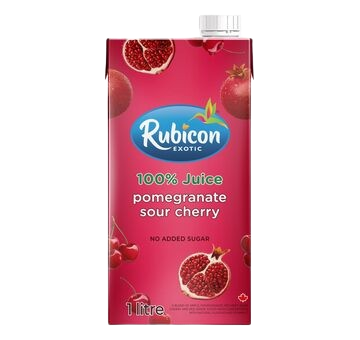 Rubicon
EXOTIC
100% Juice
pomegranate
sour cherry
NO ADDED SUGAR
1 litre